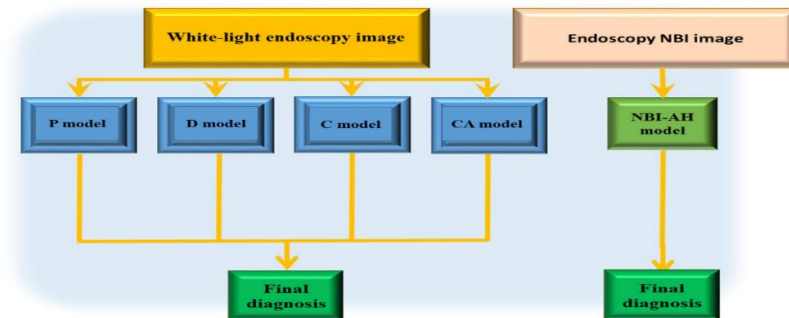 White-light endoscopy image
Endoscopy NBI image
P model
D model
C model
CA model
NBI-AH
model
Final
diagnosis
Final
diagnosis